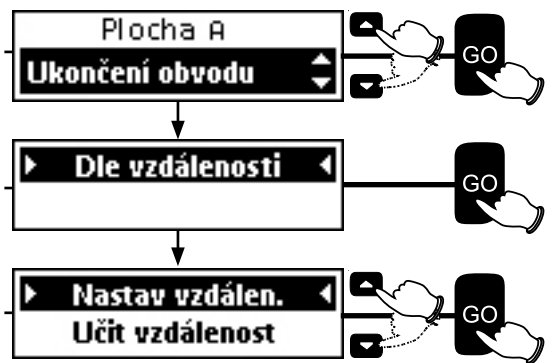 Plocha A
Ukončení obvodu
GO
Dle vzdálenosti
GO
Nastav vzdálen.
Učit vzdálenost
GO